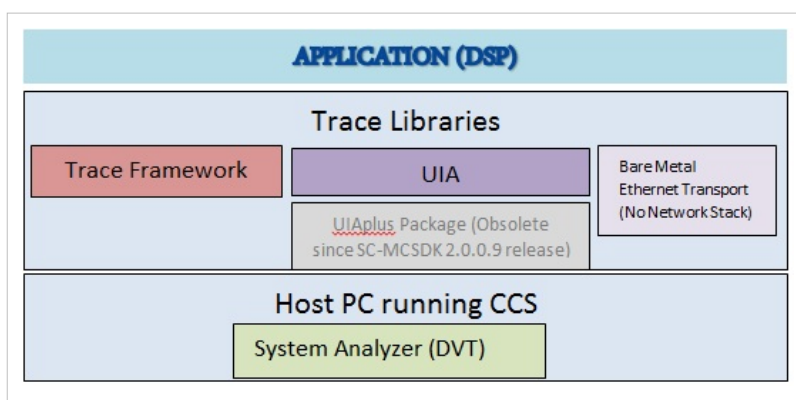 APPLICATION (DSP)
Trace Libraries
Trace Framework
UIA
Bare Metal
Ethernet Transport
(No Network Stack)
UIAplus Package (Obsolete
since SC-MCSDK 2.0.0.9 release)
Host PC running CCS
System Analyzer (DVT)